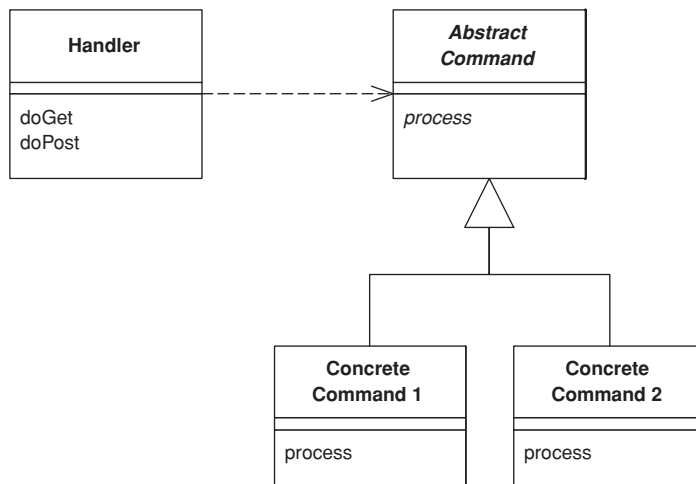 Handler
doGet
doPost
Abstract
Command
process
Concrete
Command 1
process
Concrete
Command 2
process